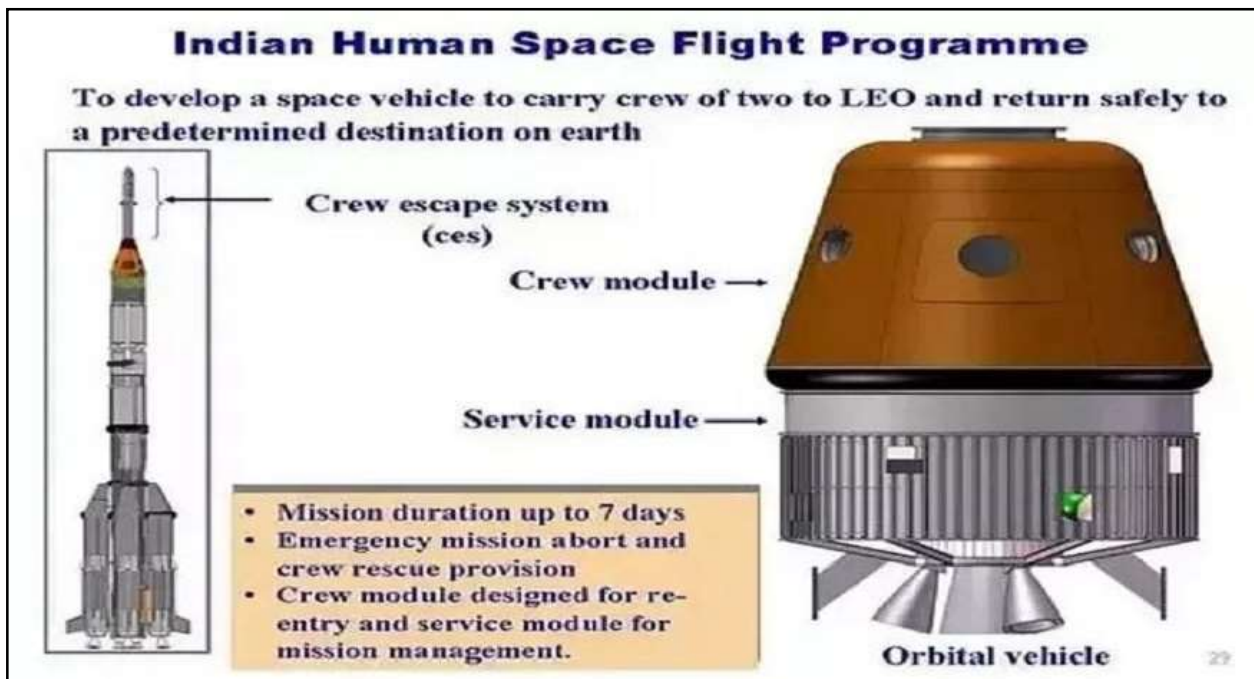 Indian Human Space Flight Programme
To develop a space vehicle to carry crew of two to LEO and return safely to
a predetermined destination on earth
Crew escape system
(ces)
Crew module
Service module
• Mission duration up to 7 days
• Emergency mission abort and
crew rescue provision
• Crew module designed for re-
entry and service module for
mission management.
Orbital vehicle
29